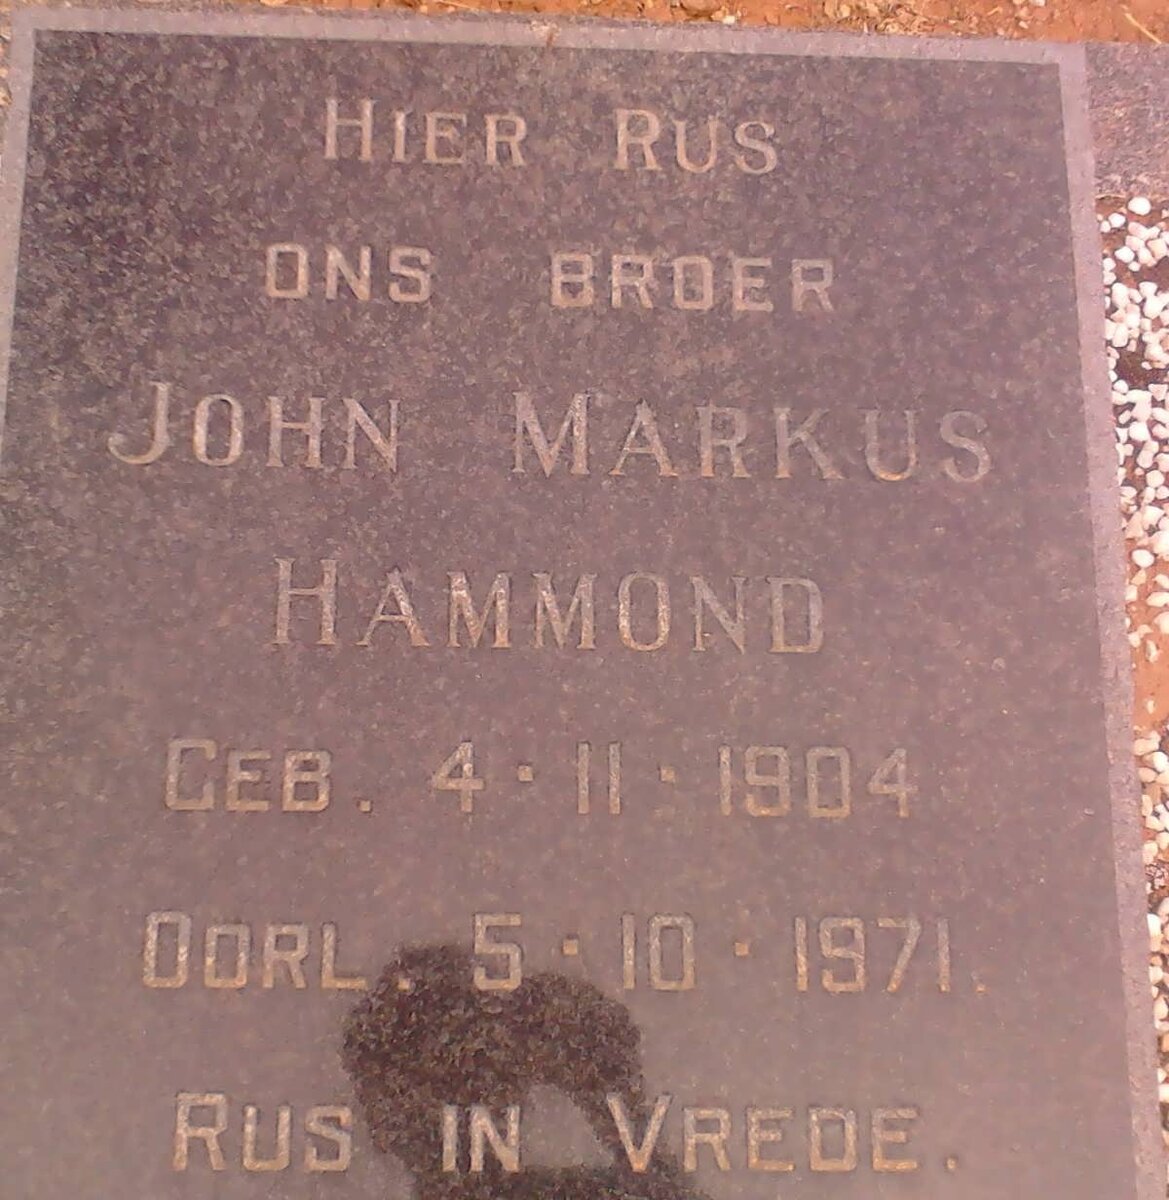 HIER RUS
ONS BROER
JOHN MARKUS
HAMMOND
GEB. 4·11·1904
OORL. 5·10·1971.
RUS IN VREDE.